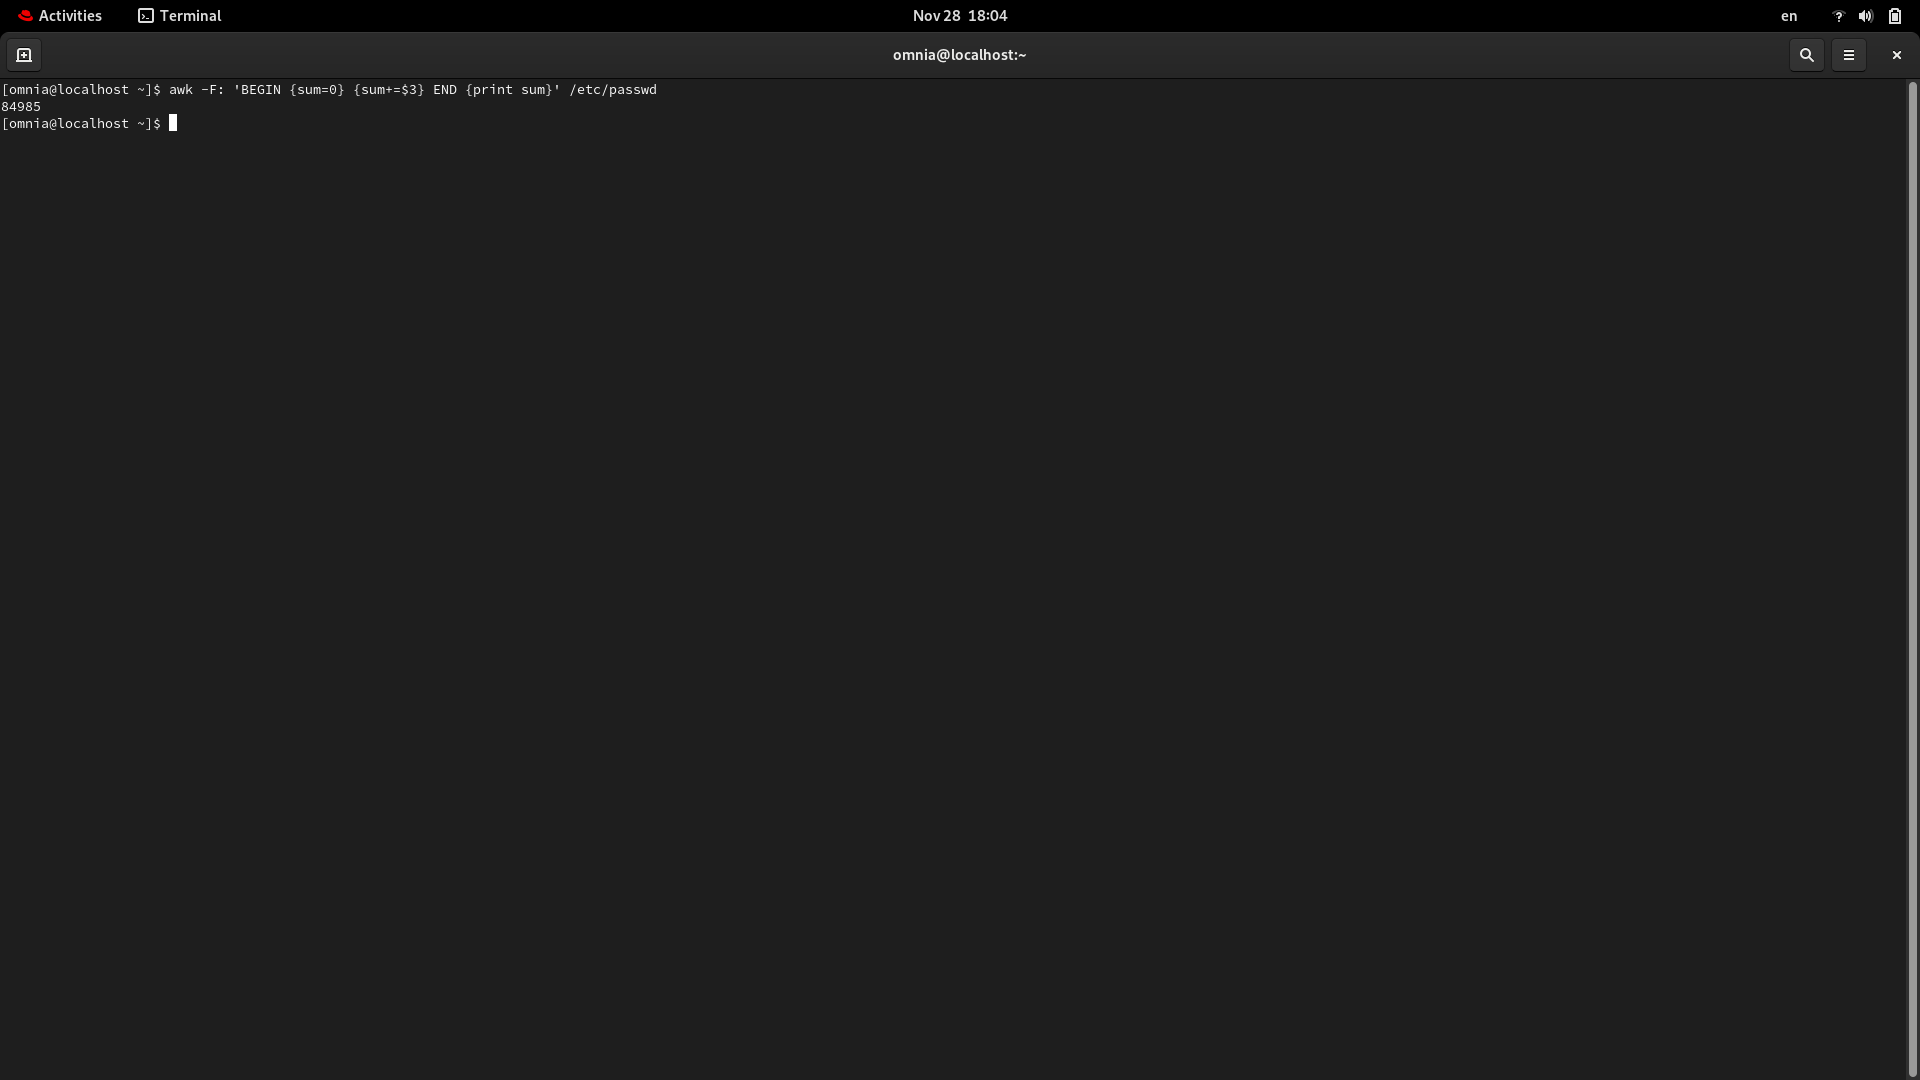 Activities Terminal Nov 28 18:04 en
omnia@localhost:~
[omnia@localhost ~]$ awk -F: 'BEGIN {sum=0} {sum+=$3} END {print sum}' /etc/passwd
84985
[omnia@localhost ~]$